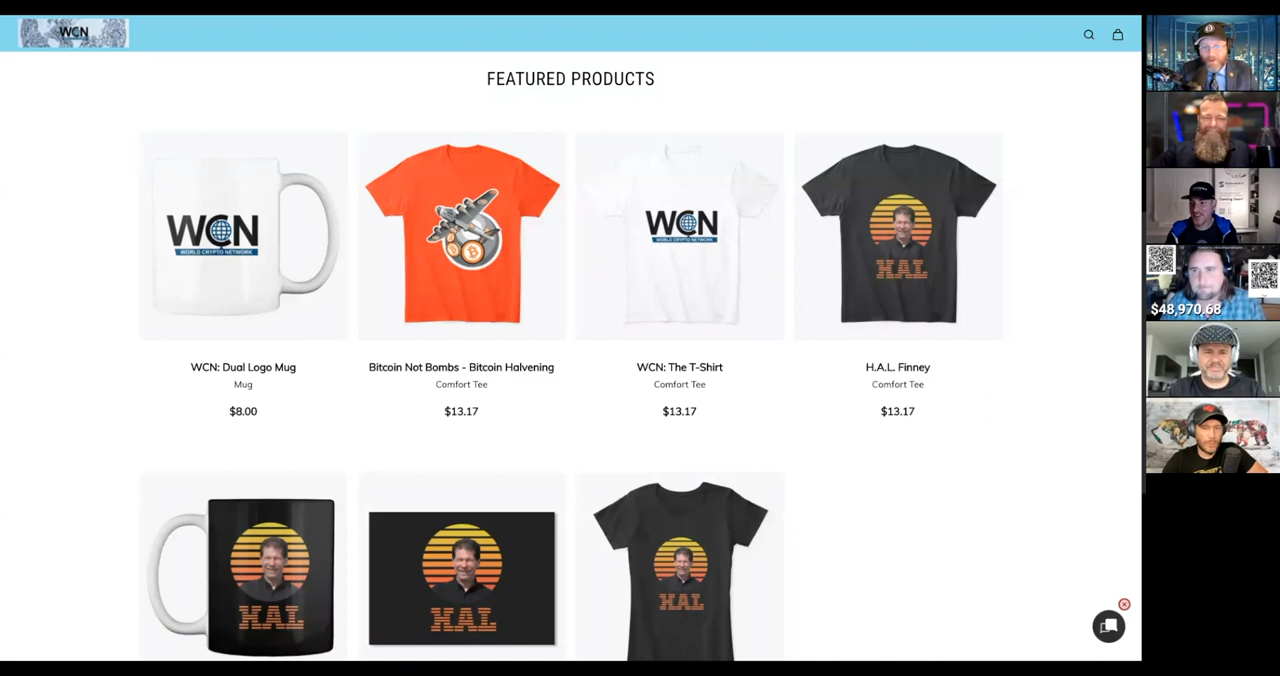 WCN
FEATURED PRODUCTS
WCN
WORLD CRYPTO NETWORK
WCN
WORLD CRYPTO NETWORK
HAL
WCN: Dual Logo Mug
Mug
$8.00
Bitcoin Not Bombs - Bitcoin Halvening
Comfort Tee
$13.17
WCN: The T-Shirt
Comfort Tee
$13.17
H.A.L. Finney
Comfort Tee
$13.17
HAL
HAL
HAL
$48,970.68